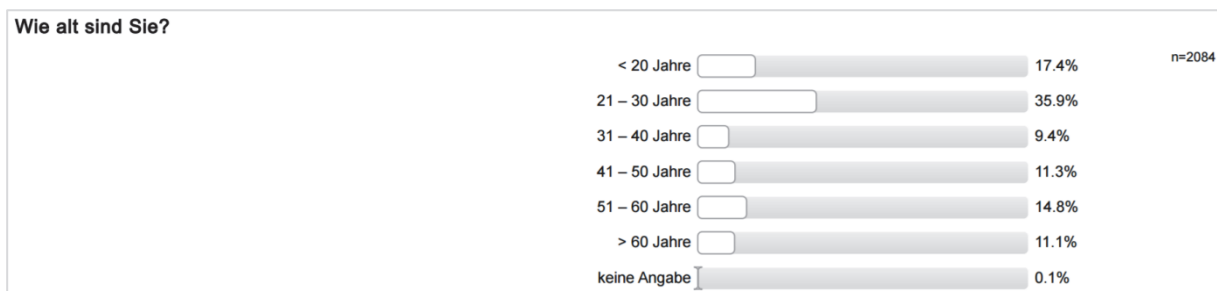 Wie alt sind Sie?
n=2084
< 20 Jahre 17.4%
21 – 30 Jahre 35.9%
31 – 40 Jahre 9.4%
41 – 50 Jahre 11.3%
51 – 60 Jahre 14.8%
> 60 Jahre 11.1%
keine Angabe 0.1%